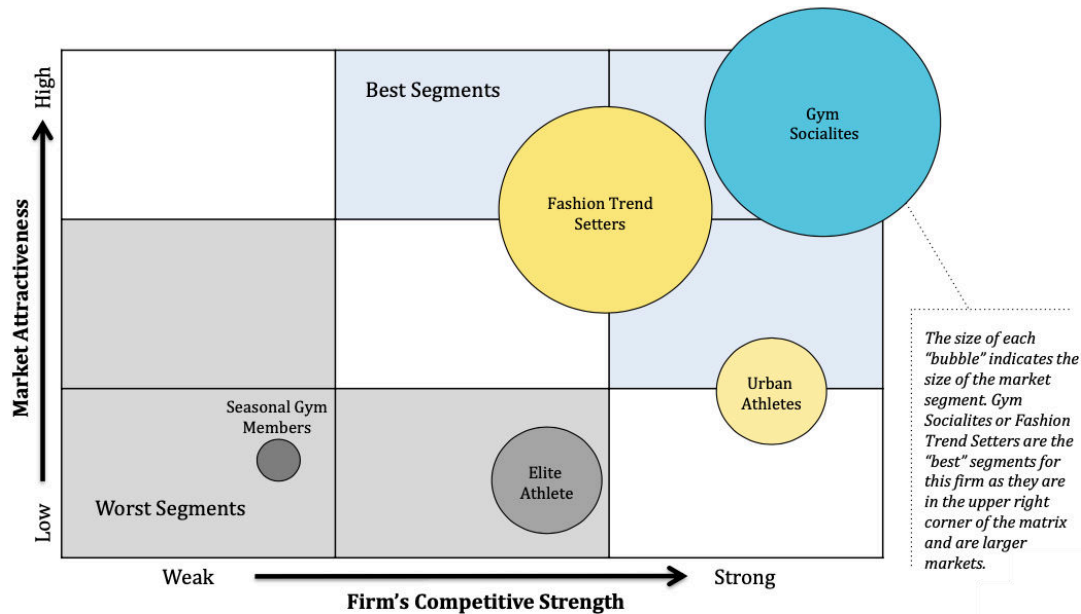 High
Market Attractiveness
Low
Best Segments
Gym
Socialites
Fashion Trend
Setters
Urban
Athletes
Seasonal Gym
Members
Elite
Athlete
Worst Segments
Weak
Strong
Firm’s Competitive Strength
The size of each
“bubble” indicates the
size of the market
segment. Gym
Socialites or Fashion
Trend Setters are the
“best” segments for
this firm as they are
in the upper right
corner of the matrix
and are larger
markets.